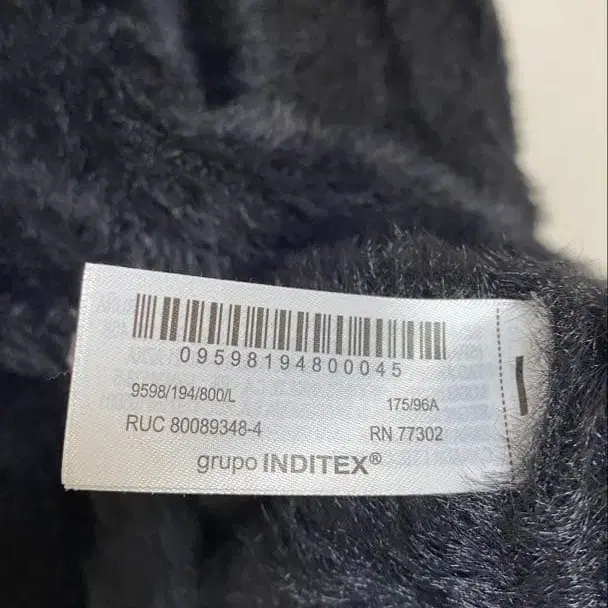 09598194800045
9598/194/800/L 175/96A
RUC 80089348-4 RN 77302
grupo INDITEX®